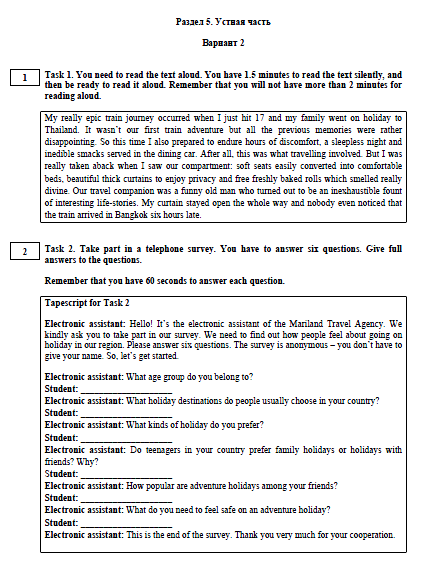 Раздел 5. Устная часть
Вариант 2
1
Task 1. You need to read the text aloud. You have 1.5 minutes to read the text silently, and
then be ready to read it aloud. Remember that you will not have more than 2 minutes for
reading aloud.
My really epic train journey occurred when I just hit 17 and my family went on holiday to
Thailand. It wasn't our first train adventure but all the previous memories were rather
disappointing. So this time I also prepared to endure hours of discomfort, a sleepless night and
inedible smacks served in the dining car. After all, this was what travelling involved. But I was
really taken aback when I saw our compartment: soft seats easily converted into comfortable
beds, beautiful thick curtains to enjoy privacy and free freshly baked rolls which smelled really
divine. Our travel companion was a funny old man who turned out to be an inexhaustible fount
of interesting life-stories. My curtain stayed open the whole way and nobody even noticed that
the train arrived in Bangkok six hours late.
2
Task 2. Take part in a telephone survey. You have to answer six questions. Give full
answers to the questions.
Remember that you have 60 seconds to answer each question.
Tapescript for Task 2
Electronic assistant: Hello! It's the electronic assistant of the Mariland Travel Agency. We
kindly ask you to take part in our survey. We need to find out how people feel about going on
holiday in our region. Please answer six questions. The survey is anonymous – you don't have to
give your name. So, let's get started.
Electronic assistant: What age group do you belong to?
Student: ____________________
Electronic assistant: What holiday destinations do people usually choose in your country?
Student: ____________________
Electronic assistant: What kinds of holiday do you prefer?
Student: ____________________
Electronic assistant: Do teenagers in your country prefer family holidays or holidays with
friends? Why?
Student: ____________________
Electronic assistant: How popular are adventure holidays among your friends?
Student: ____________________
Electronic assistant: What do you need to feel safe on an adventure holiday?
Student: ____________________
Electronic assistant: This is the end of the survey. Thank you very much for your cooperation.